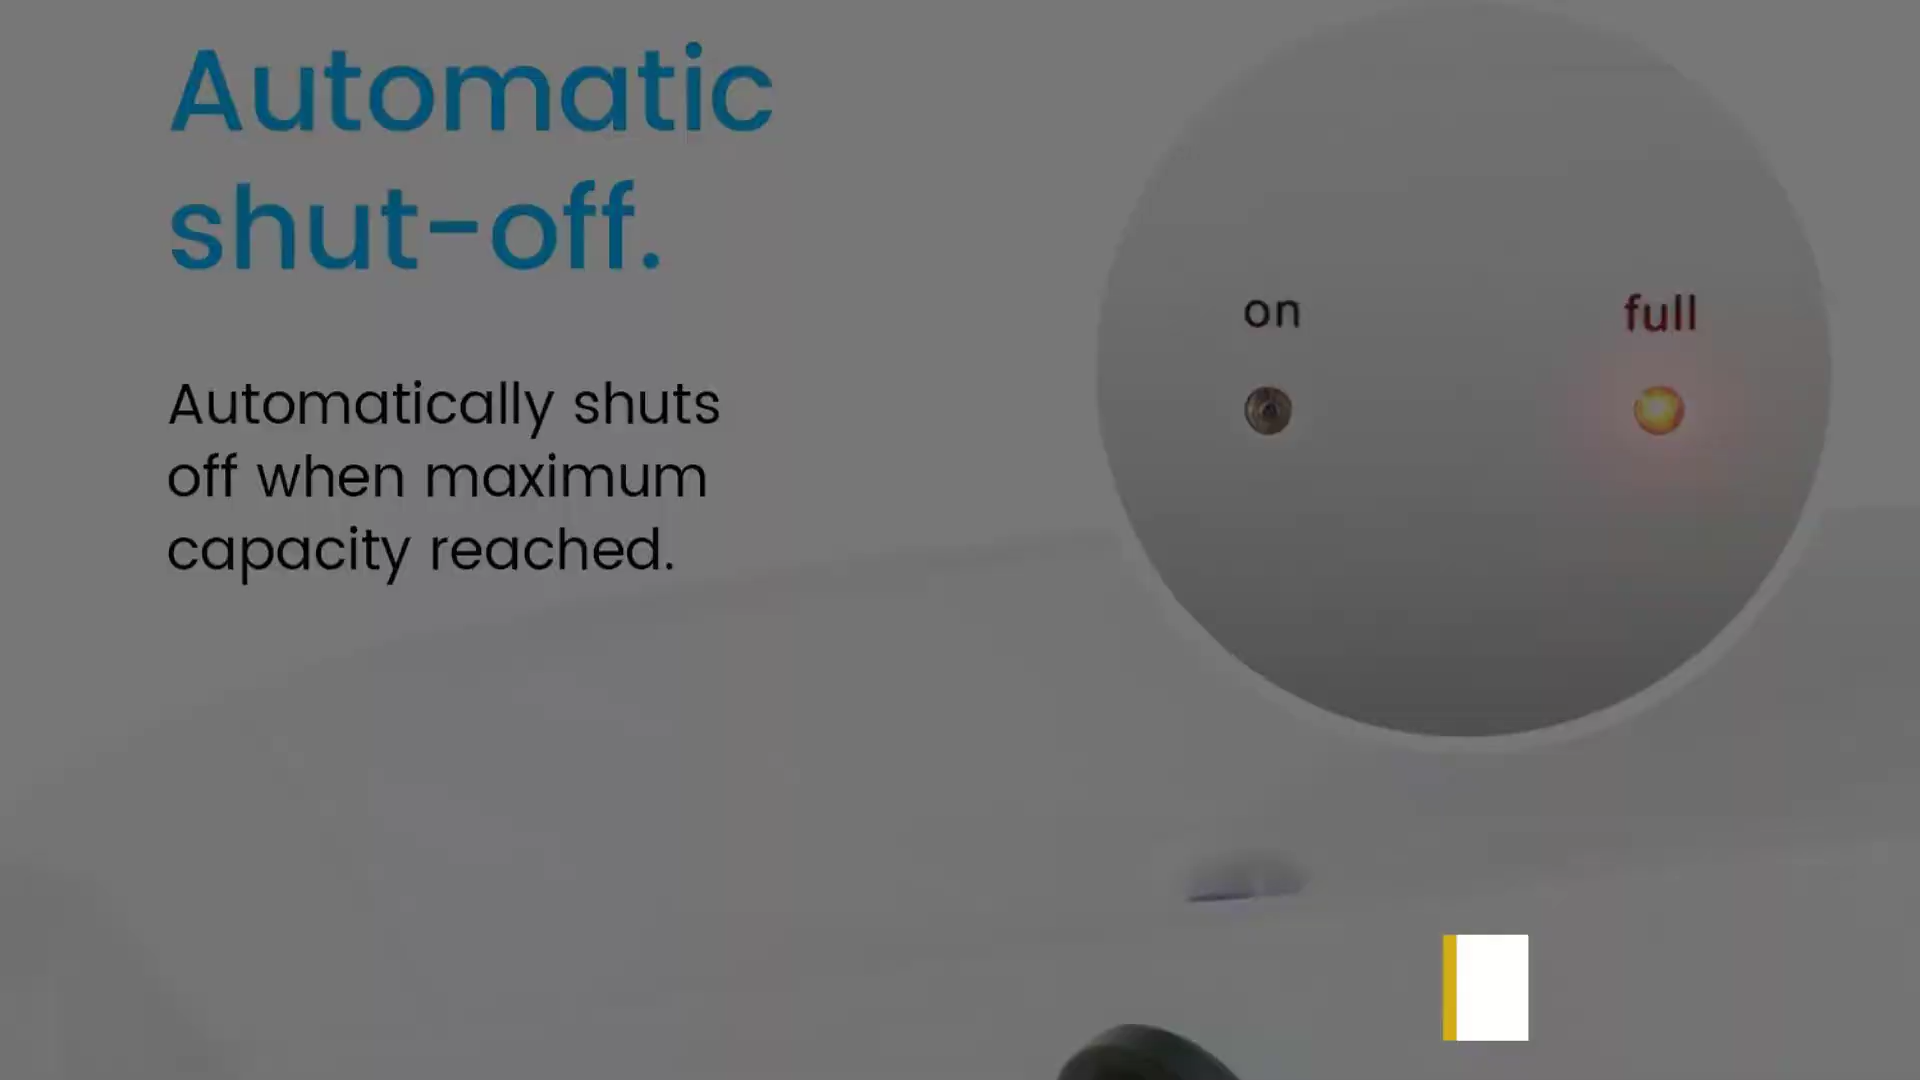 Automatic
shut-off.
on
full
Automatically shuts
off when maximum
capacity reached.